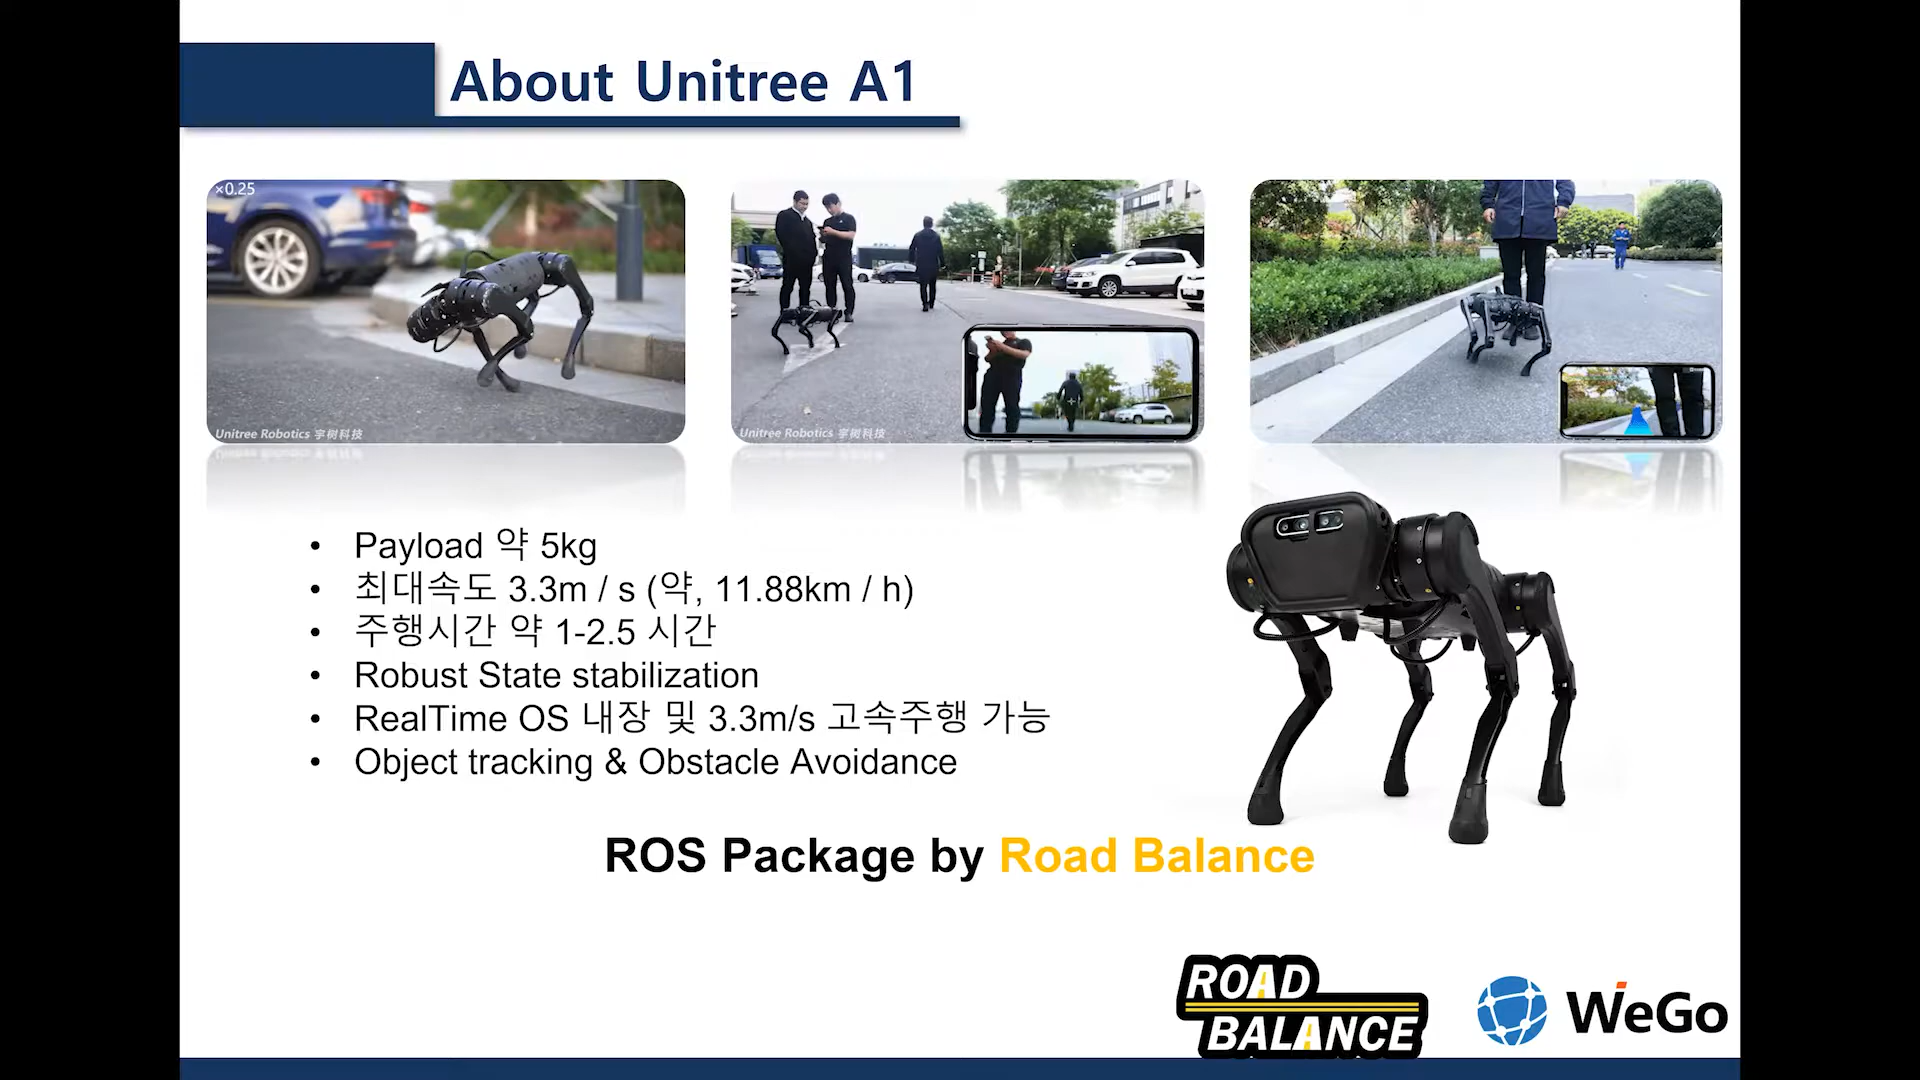 About Unitree A1
×0.25
Unitree Robotics 宇树科技
Unitree Robotics 宇树科技
• Payload 약 5kg
• 최대속도 3.3m / s (약, 11.88km / h)
• 주행시간 약 1-2.5 시간
• Robust State stabilization
• RealTime OS 내장 및 3.3m/s 고속주행 가능
• Object tracking & Obstacle Avoidance
ROS Package by Road Balance
ROAD
BALANCE
WeGo